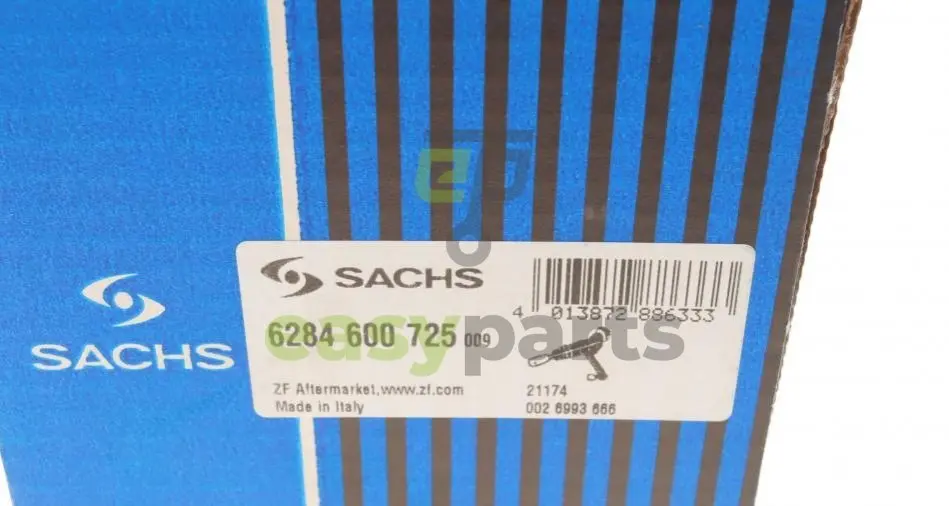 SACHS
SACHS
4 013872 886333
6284 600 725 009
easyparts
ZF Aftermarket, www.zf.com
21174
Made in Italy
002 6993 666